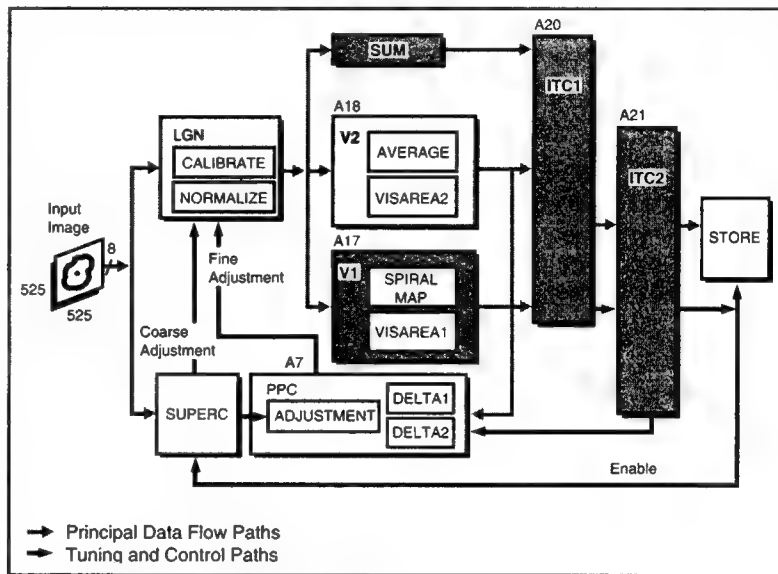 A20
SUM
ITC1
A18
A21
LGN
V2
CALIBRATE
AVERAGE
ITC2
NORMALIZE
VISAREA2
Input
Image
8
STORE
A17
Fine
Adjustment
V1
SPIRAL
MAP
525
525
VISAREA1
Coarse
Adjustment
A7
PPC
DELTA1
SUPERC
ADJUSTMENT
DELTA2
Enable
Principal Data Flow Paths
Tuning and Control Paths